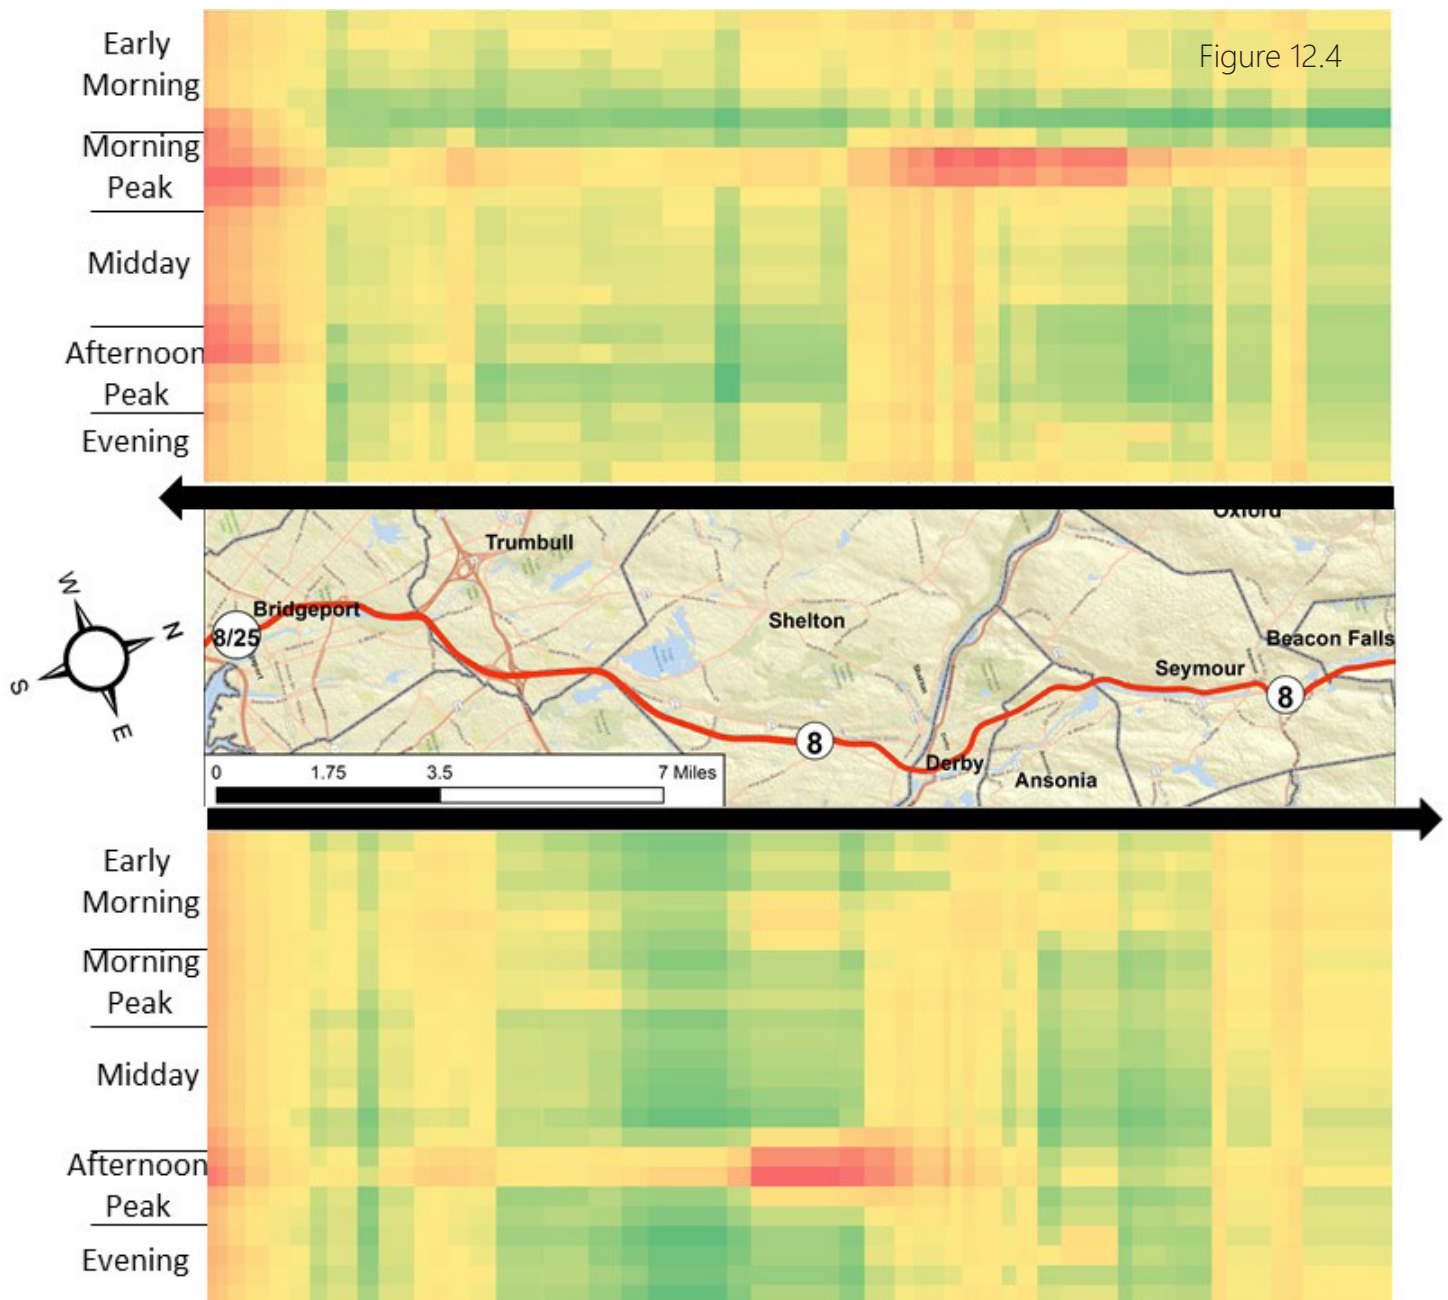 Early
Morning
Figure 12.4
Morning
Peak
Midday
Afternoon
Peak
Evening
Oxford
Trumbull
W
N
S
E
Bridgeport
8/25
Shelton
Beacon Falls
Seymour
8
8
Derby
Ansonia
0 1.75 3.5 7 Miles
Early
Morning
Morning
Peak
Midday
Afternoon
Peak
Evening